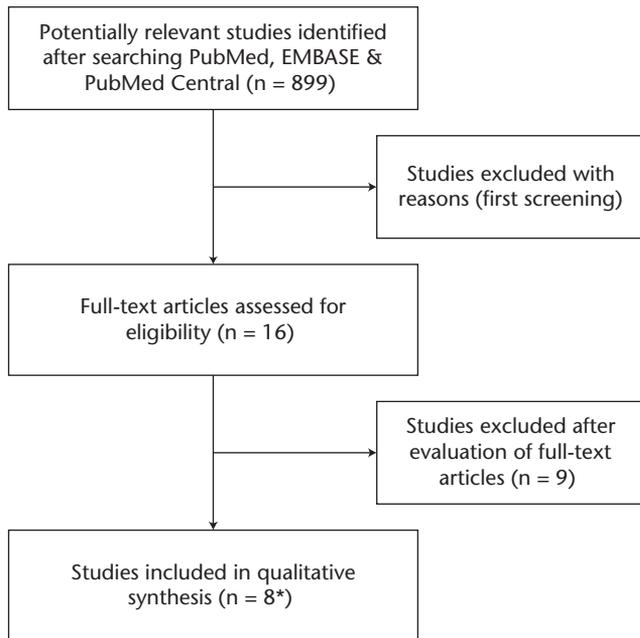 Potentially relevant studies identified
after searching PubMed, EMBASE &
PubMed Central (n = 899)
Studies excluded with
reasons (first screening)
Full-text articles assessed for
eligibility (n = 16)
Studies excluded after
evaluation of full-text
articles (n = 9)
Studies included in qualitative
synthesis (n = 8*)